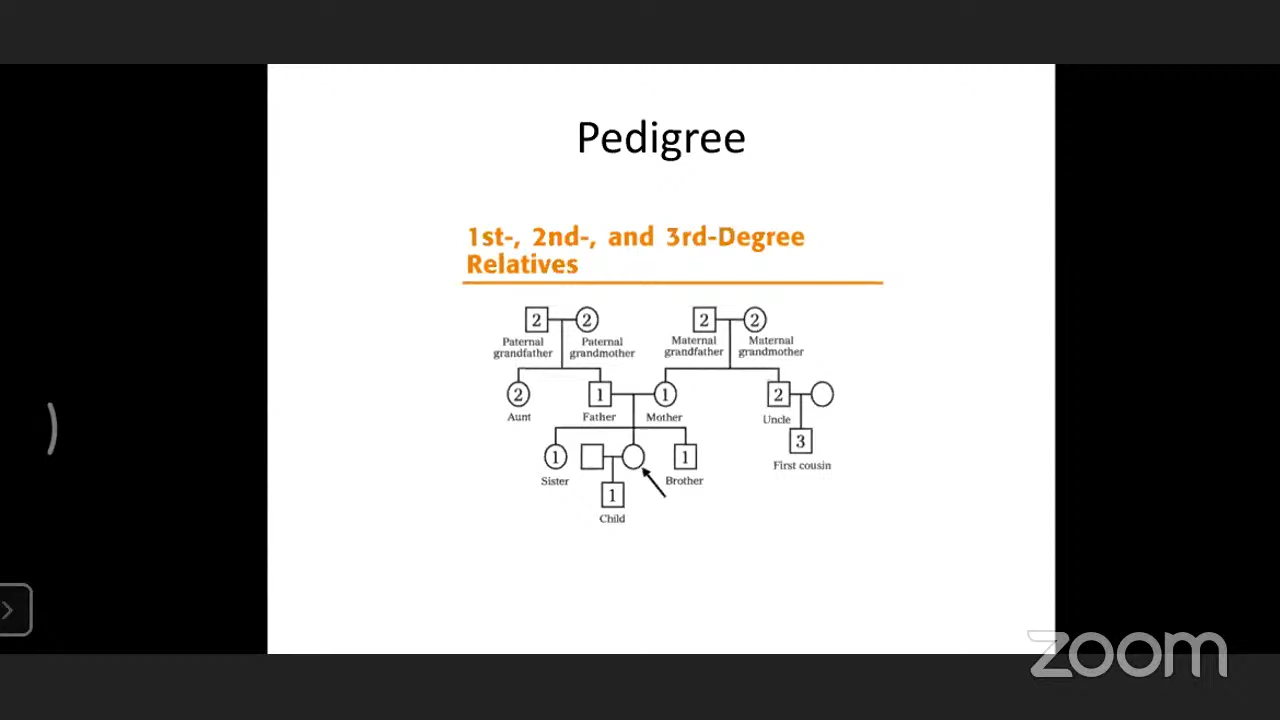 Pedigree
1st-, 2nd-, and 3rd-Degree
Relatives
2 2 2 2
Paternal grandfather
Paternal grandmother
Maternal grandfather
Maternal grandmother
2 1 1 2
Aunt Father Mother Uncle
3
First cousin
1 1
Sister Brother
1
Child
zoom